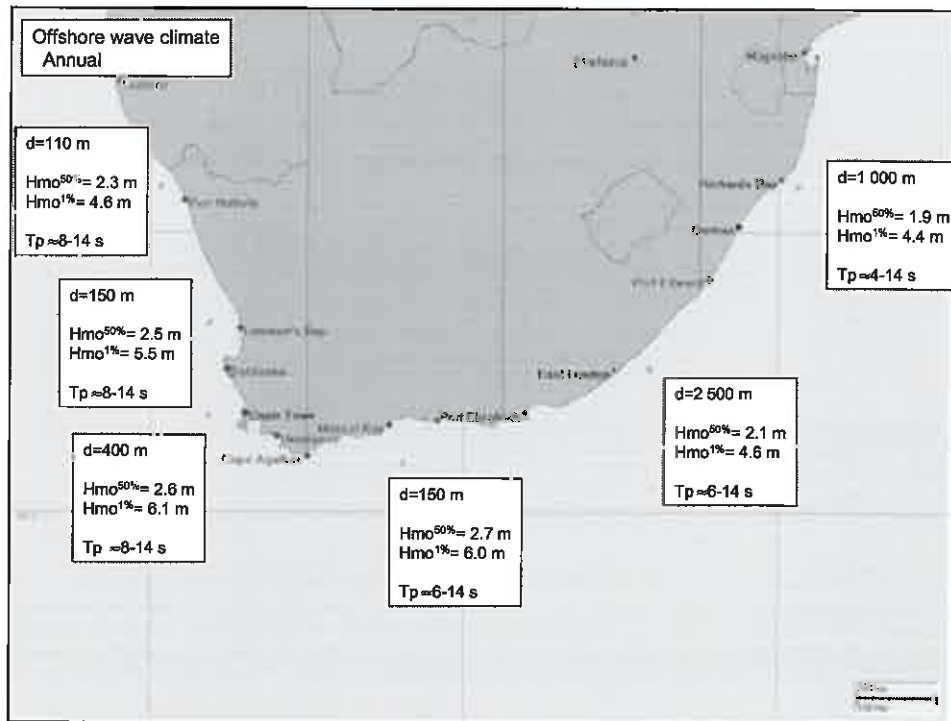 Offshore wave climate
Annual
d=110 m
Hmo50%= 2.3 m
Hmo1%= 4.6 m
Tp ≈8-14 s
d=150 m
Hmo50%= 2.5 m
Hmo1%= 5.5 m
Tp ≈8-14 s
d=400 m
Hmo50%= 2.6 m
Hmo1%= 6.1 m
Tp ≈8-14 s
d=150 m
Hmo50%= 2.7 m
Hmo1%= 6.0 m
Tp ≈6-14 s
d=2 500 m
Hmo50%= 2.1 m
Hmo1%= 4.6 m
Tp ≈6-14 s
d=1 000 m
Hmo50%= 1.9 m
Hmo1%= 4.4 m
Tp ≈4-14 s
Port Nolloth
Lambert's Bay
Cape Town
Mossel Bay
Cape Agulhas
Port Elizabeth
East London
Port Edward
Durban
Richards Bay